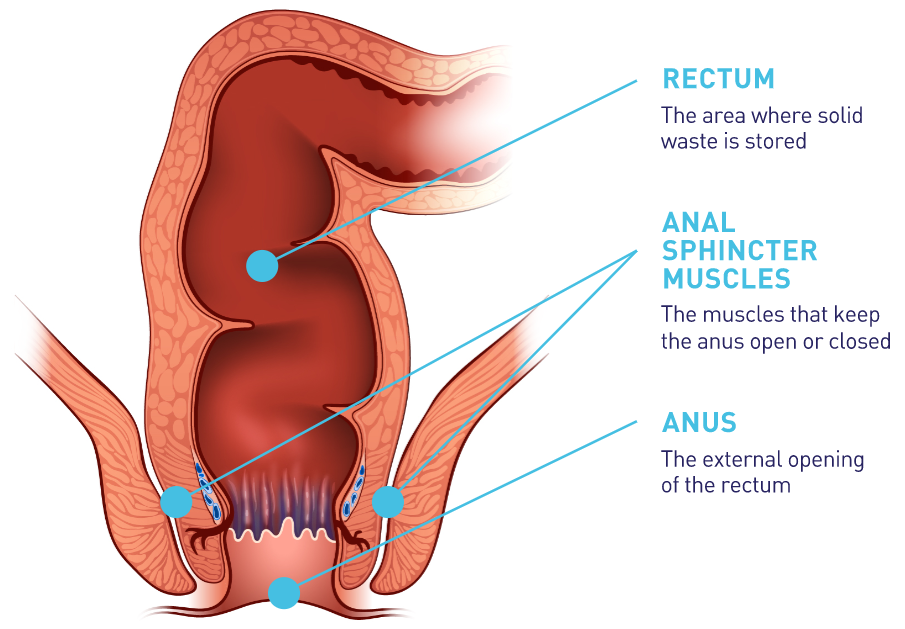 RECTUM
The area where solid
waste is stored
ANAL
SPHINCTER
MUSCLES
The muscles that keep
the anus open or closed
ANUS
The external opening
of the rectum